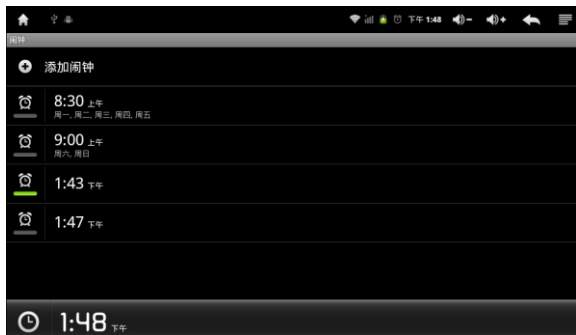 下午 1:48
闹钟
添加闹钟
8:30 上午
周一, 周二, 周三, 周四, 周五
9:00 上午
周六, 周日
1:43 下午
1:47 下午
1:48 下午